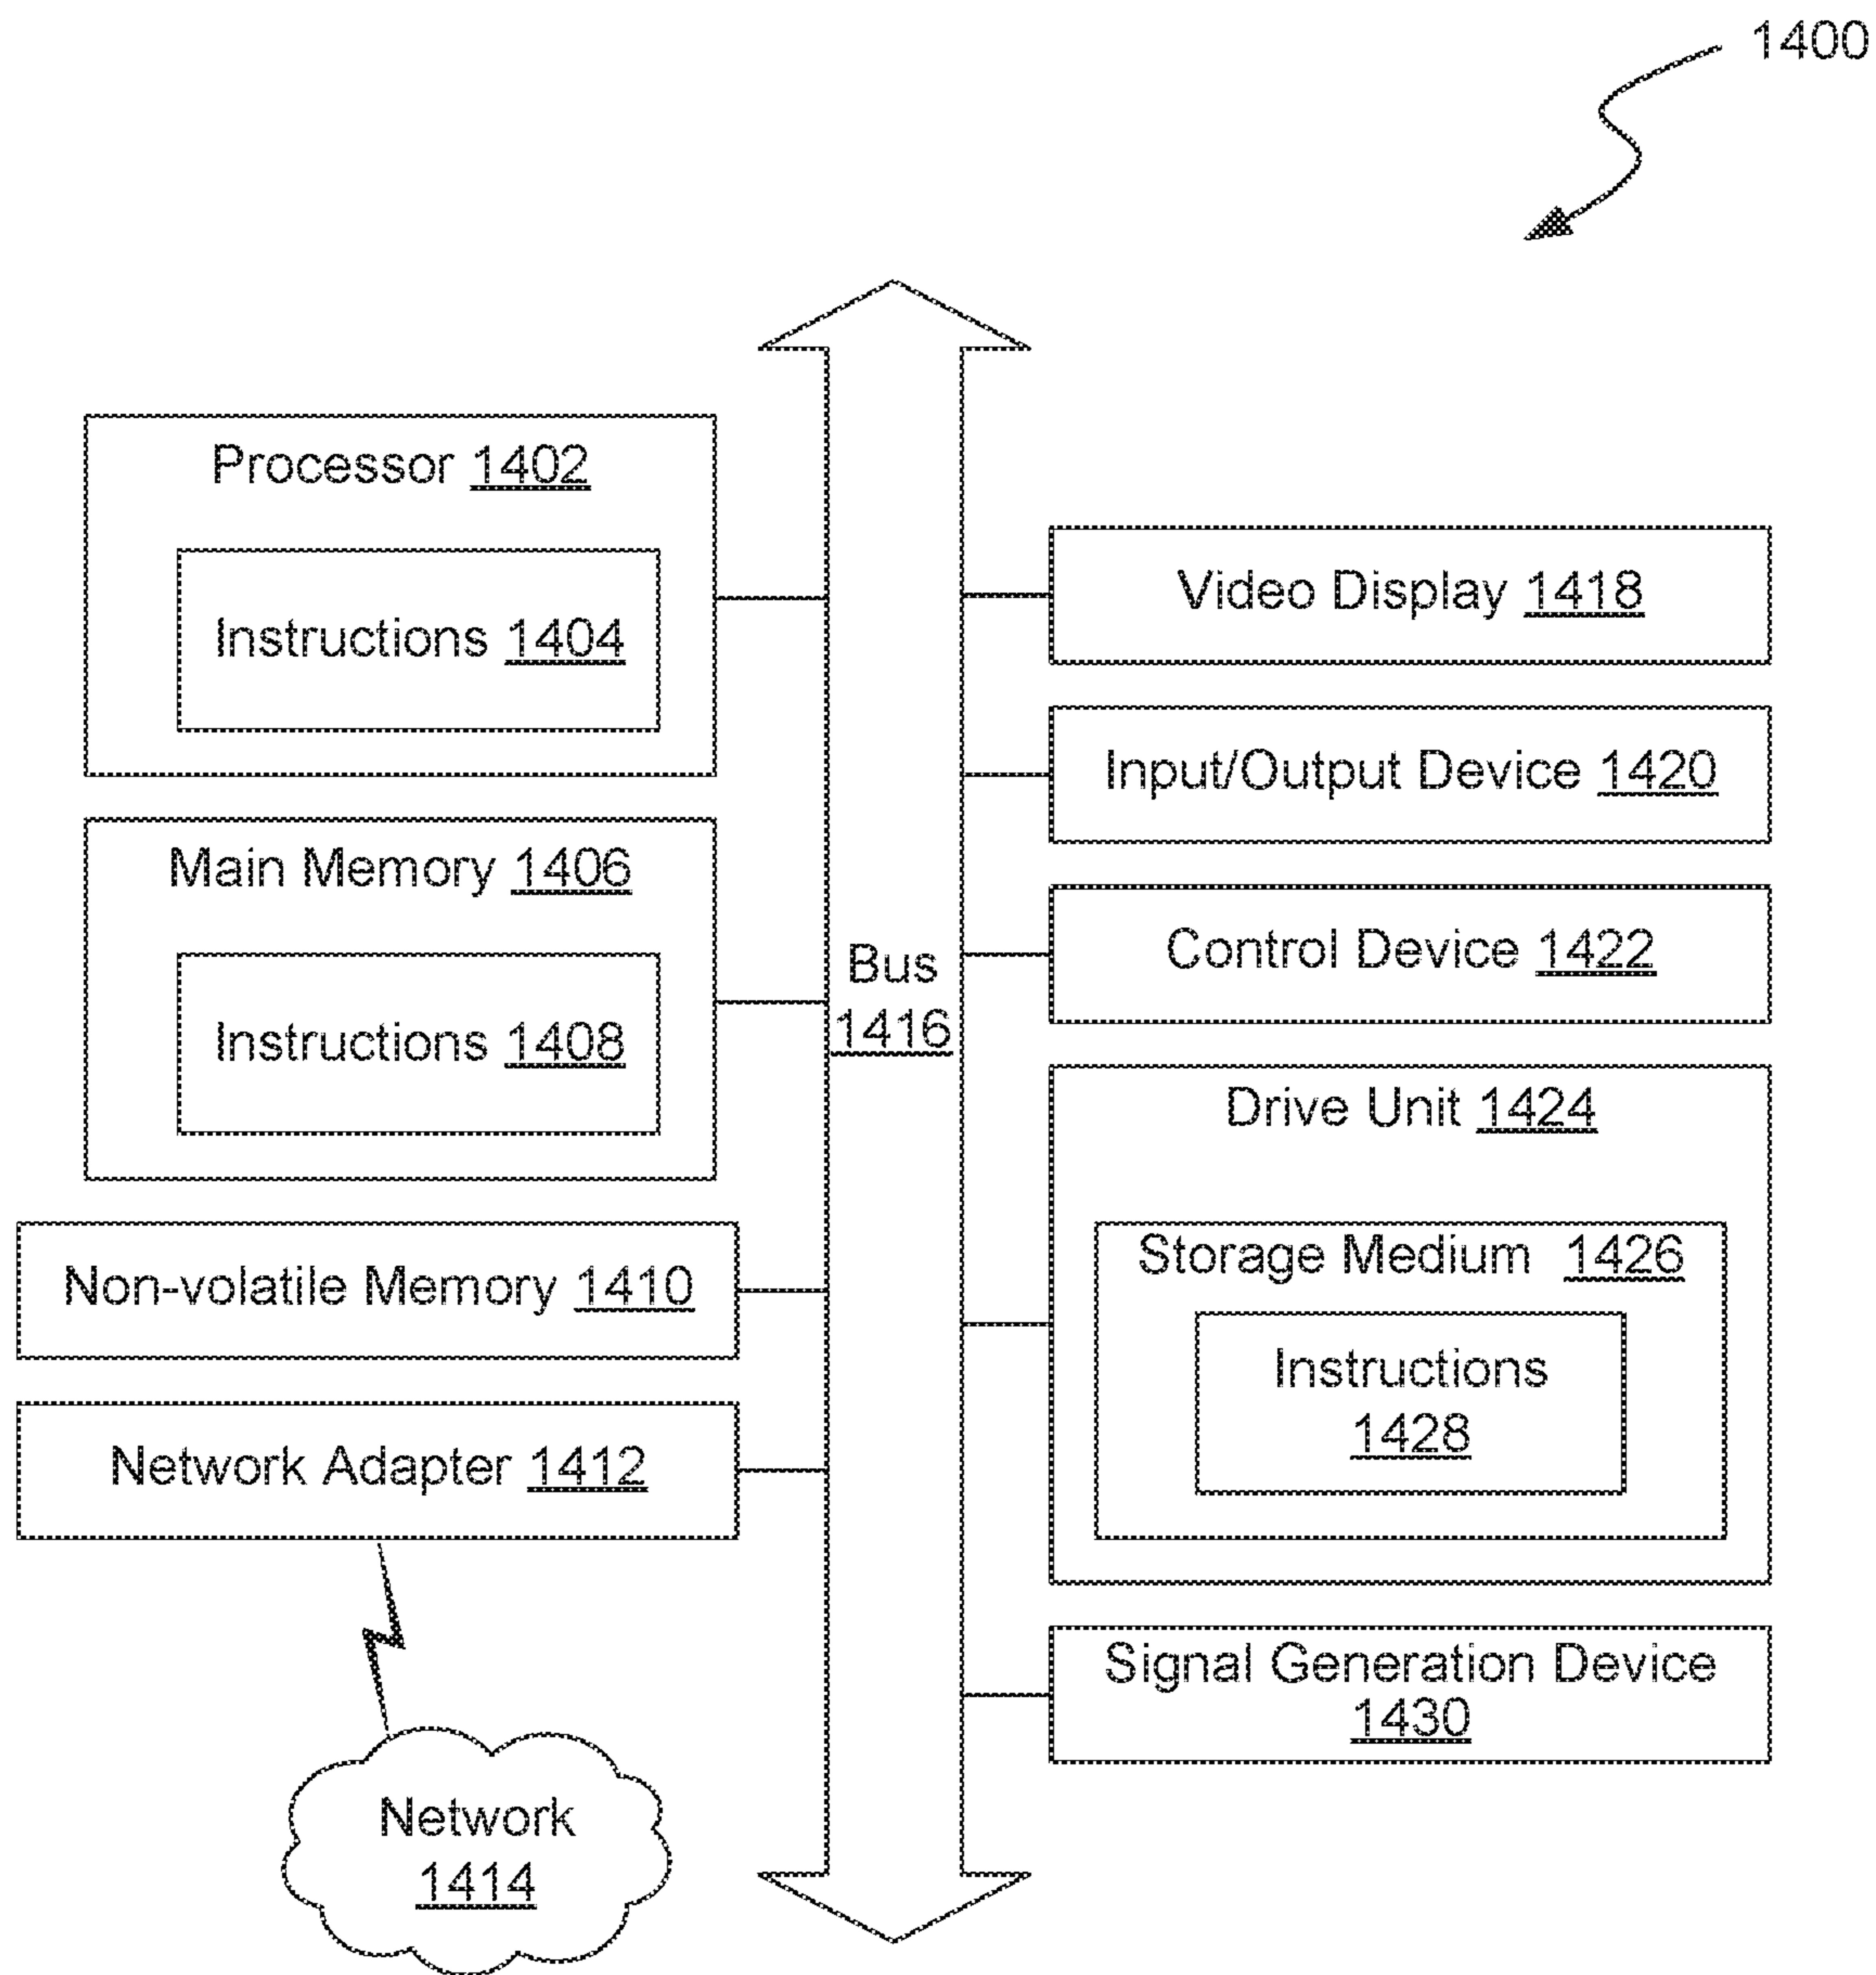 1400
Processor 1402
Instructions 1404
Main Memory 1406
Instructions 1408
Non-volatile Memory 1410
Network Adapter 1412
Network
1414
Bus
1416
Video Display 1418
Input/Output Device 1420
Control Device 1422
Drive Unit 1424
Storage Medium 1426
Instructions
1428
Signal Generation Device
1430